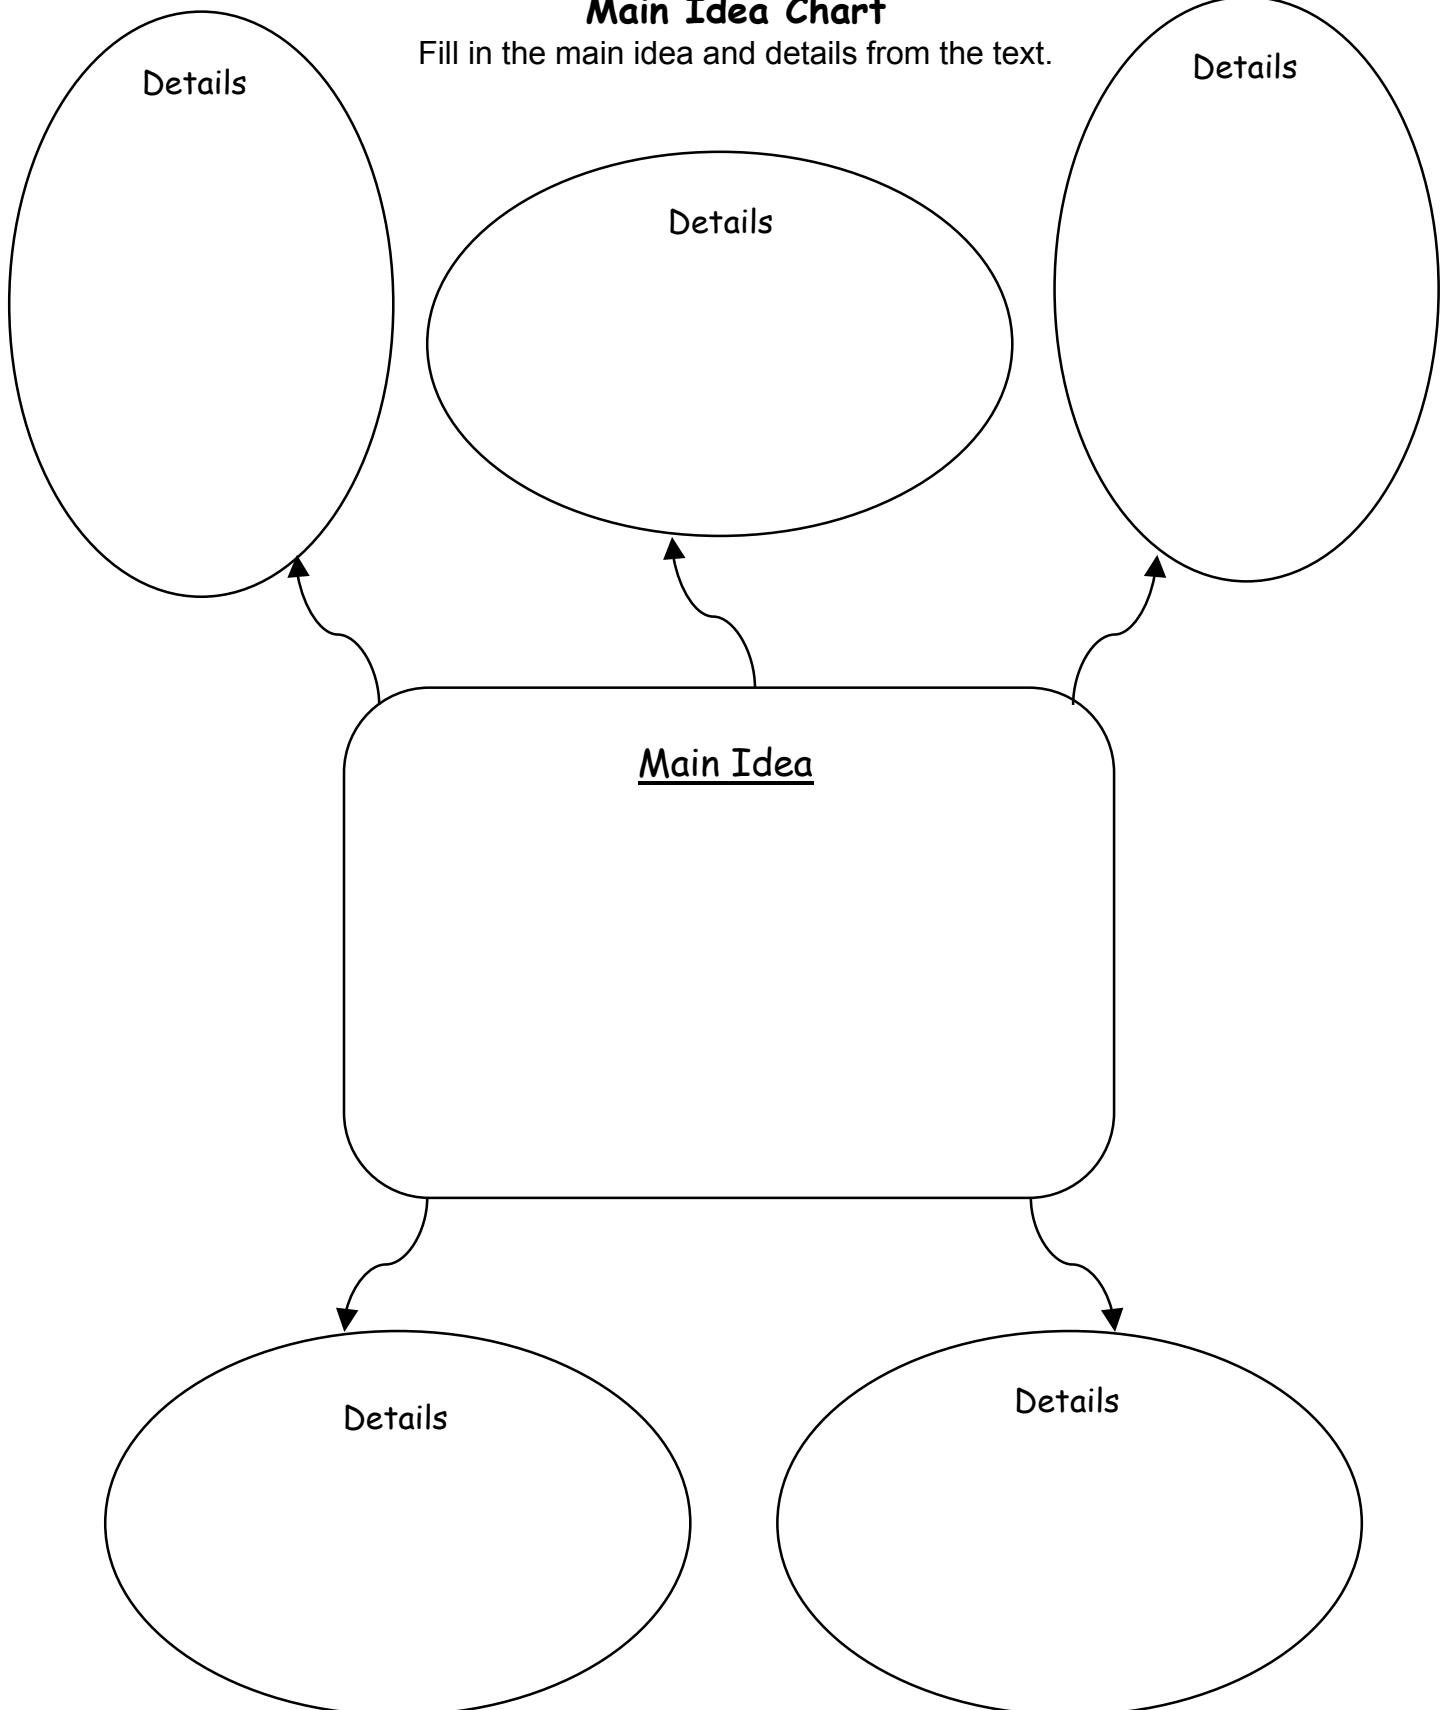 Main Idea Chart
Fill in the main idea and details from the text.
Details
Details
Details
Main Idea
Details
Details